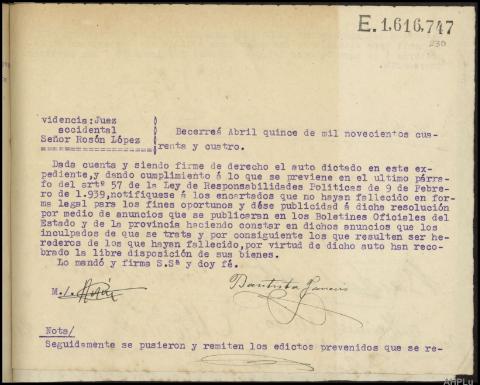 E.1.616.747
230
videncia:Juez
accidental
Señor Rosón López
Becerreá Abril quince de mil novecientos cua-
renta y cuatro.
Dada cuenta y siendo firme de derecho el auto dictado en este ex-
pediente,y dando cumplimiento á lo que se previene en el ultimo párra-
fo del srtº 57 de la Ley de Responsabilidades Politicas de 9 de Febre-
ro de 1.939,notifíquese á los encartados que no hayan fallecido en for-
ma legal para los fines oportunos y dése publicidad á dicha resolución
por medio de anuncios que se publicaran en los Boletines Oficiales del
Estado y de la provincia haciendo constar en dichos anuncios que los
inculpados de que se trata y por consiguiente los que resulten ser he-
rederos de los que hayan fallecido,por virtud de dicho auto han reco-
brado la libre disposición de sus bienes.
Lo mandó y firma S.Sª y doy fé.
M.
Bautista
Nota/
Seguidamente se pusieron y remiten los edictos prevenidos que se re-
AHPLu